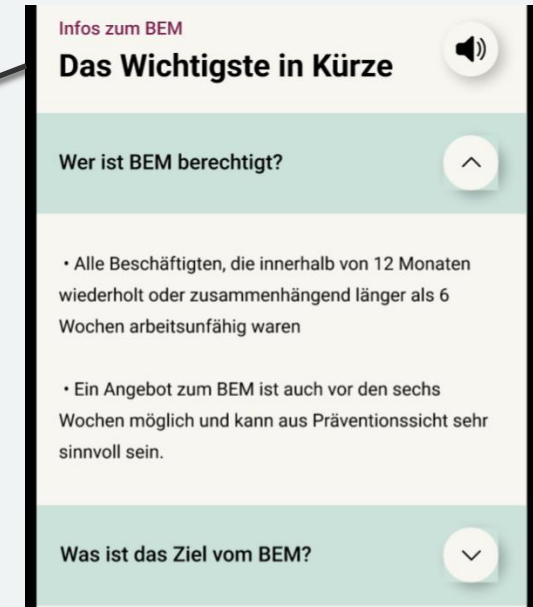 Infos zum BEM
Das Wichtigste in Kürze
Wer ist BEM berechtigt?
• Alle Beschäftigten, die innerhalb von 12 Monaten
wiederholt oder zusammenhängend länger als 6
Wochen arbeitsunfähig waren
• Ein Angebot zum BEM ist auch vor den sechs
Wochen möglich und kann aus Präventionssicht sehr
sinnvoll sein.
Was ist das Ziel vom BEM?